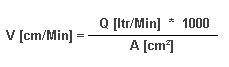 V [cm/Min] = Q [ltr/Min] * 1000
A [cm²]